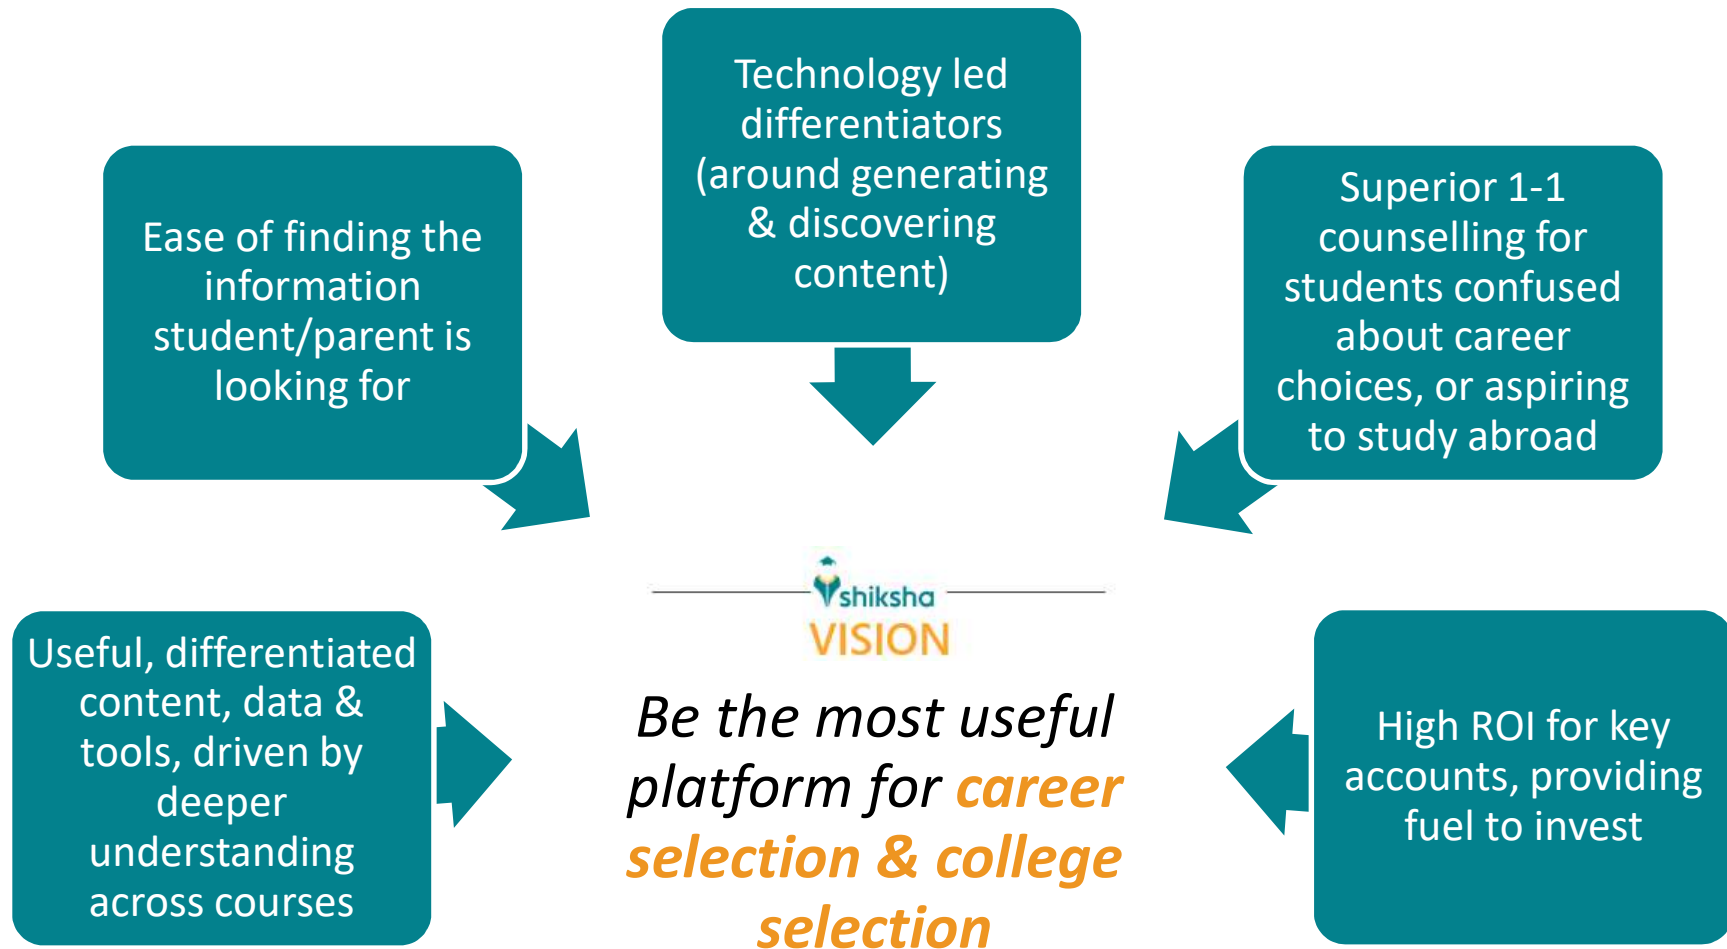 Technology led
differentiators
(around generating
& discovering
content)
Ease of finding the
information
student/parent is
looking for
Superior 1-1
counselling for
students confused
about career
choices, or aspiring
to study abroad
Useful, differentiated
content, data &
tools, driven by
deeper
understanding
across courses
shiksha
VISION
Be the most useful
platform for career
selection & college
selection
High ROI for key
accounts, providing
fuel to invest